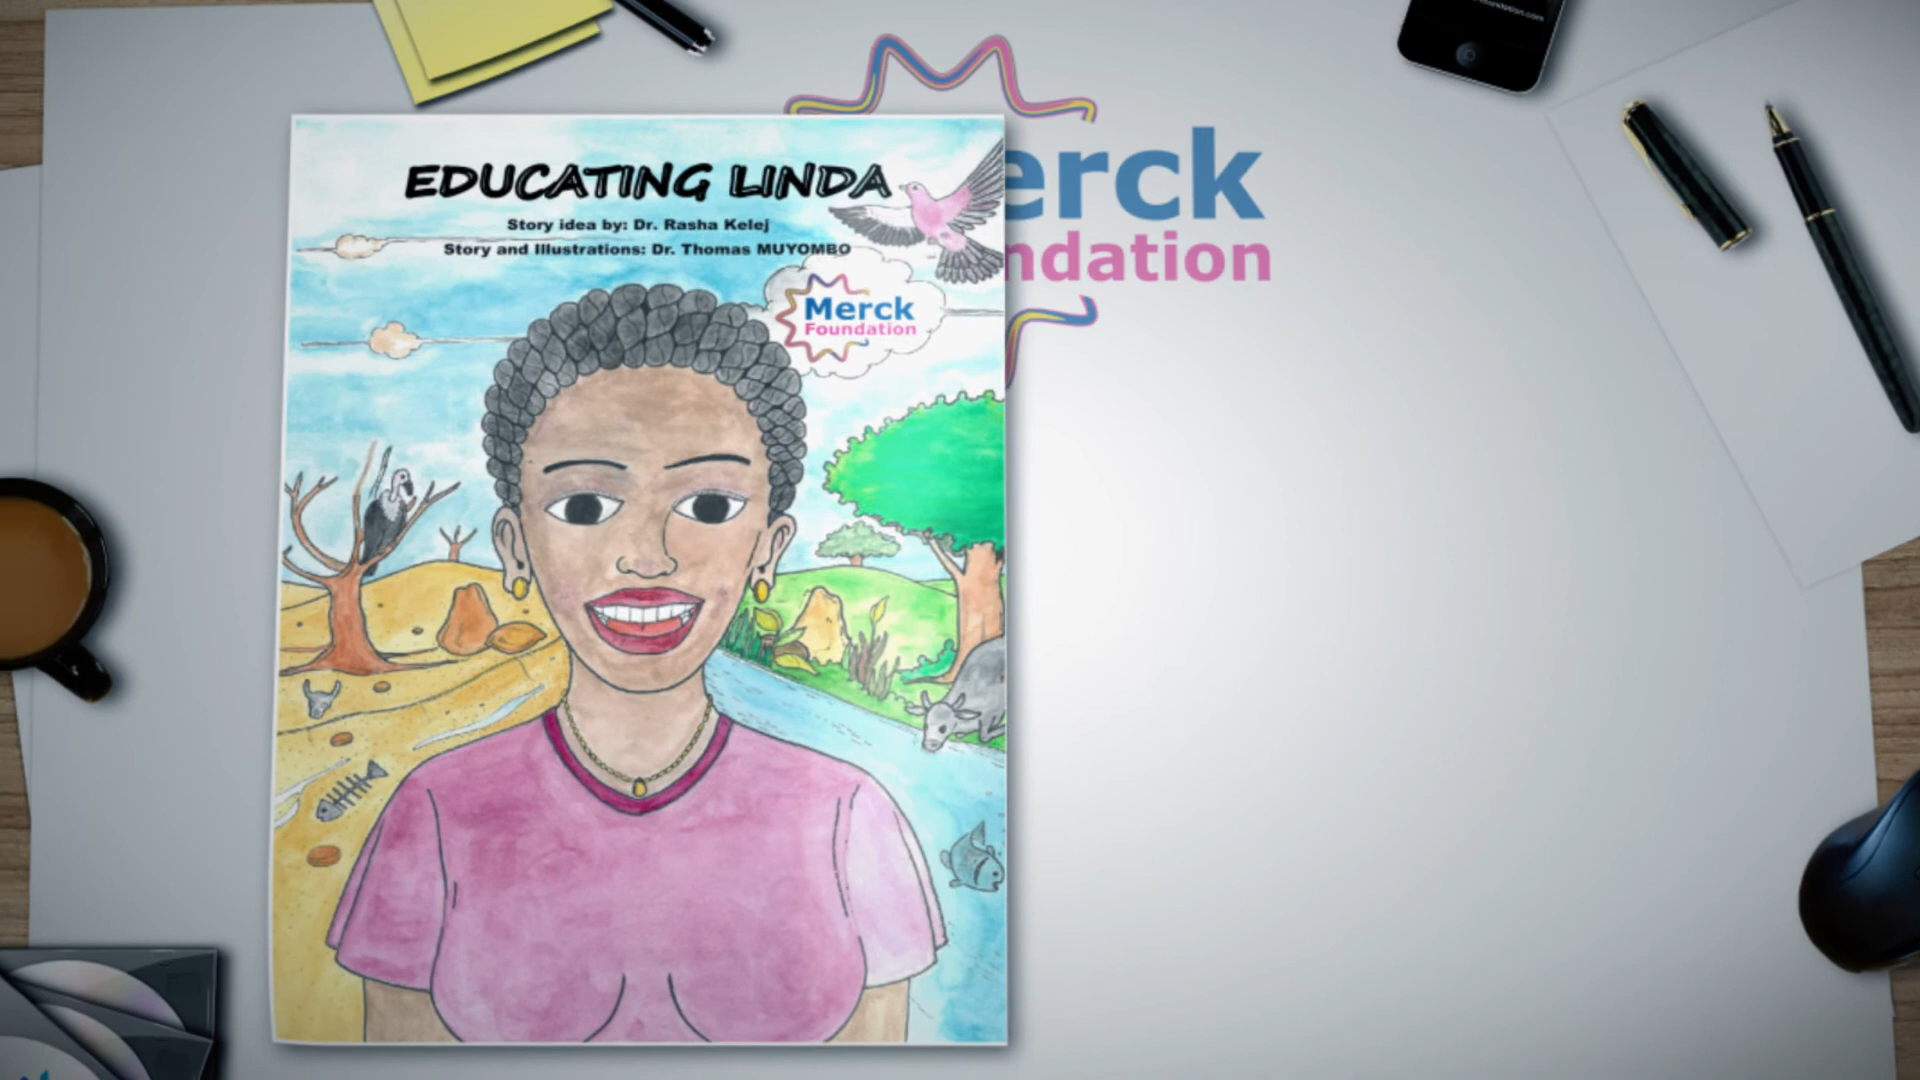 EDUCATING LINDA
Story idea by: Dr. Rasha Kelej
Story and Illustrations: Dr. Thomas MUYOMBO
Merck
Foundation
erck
ndation